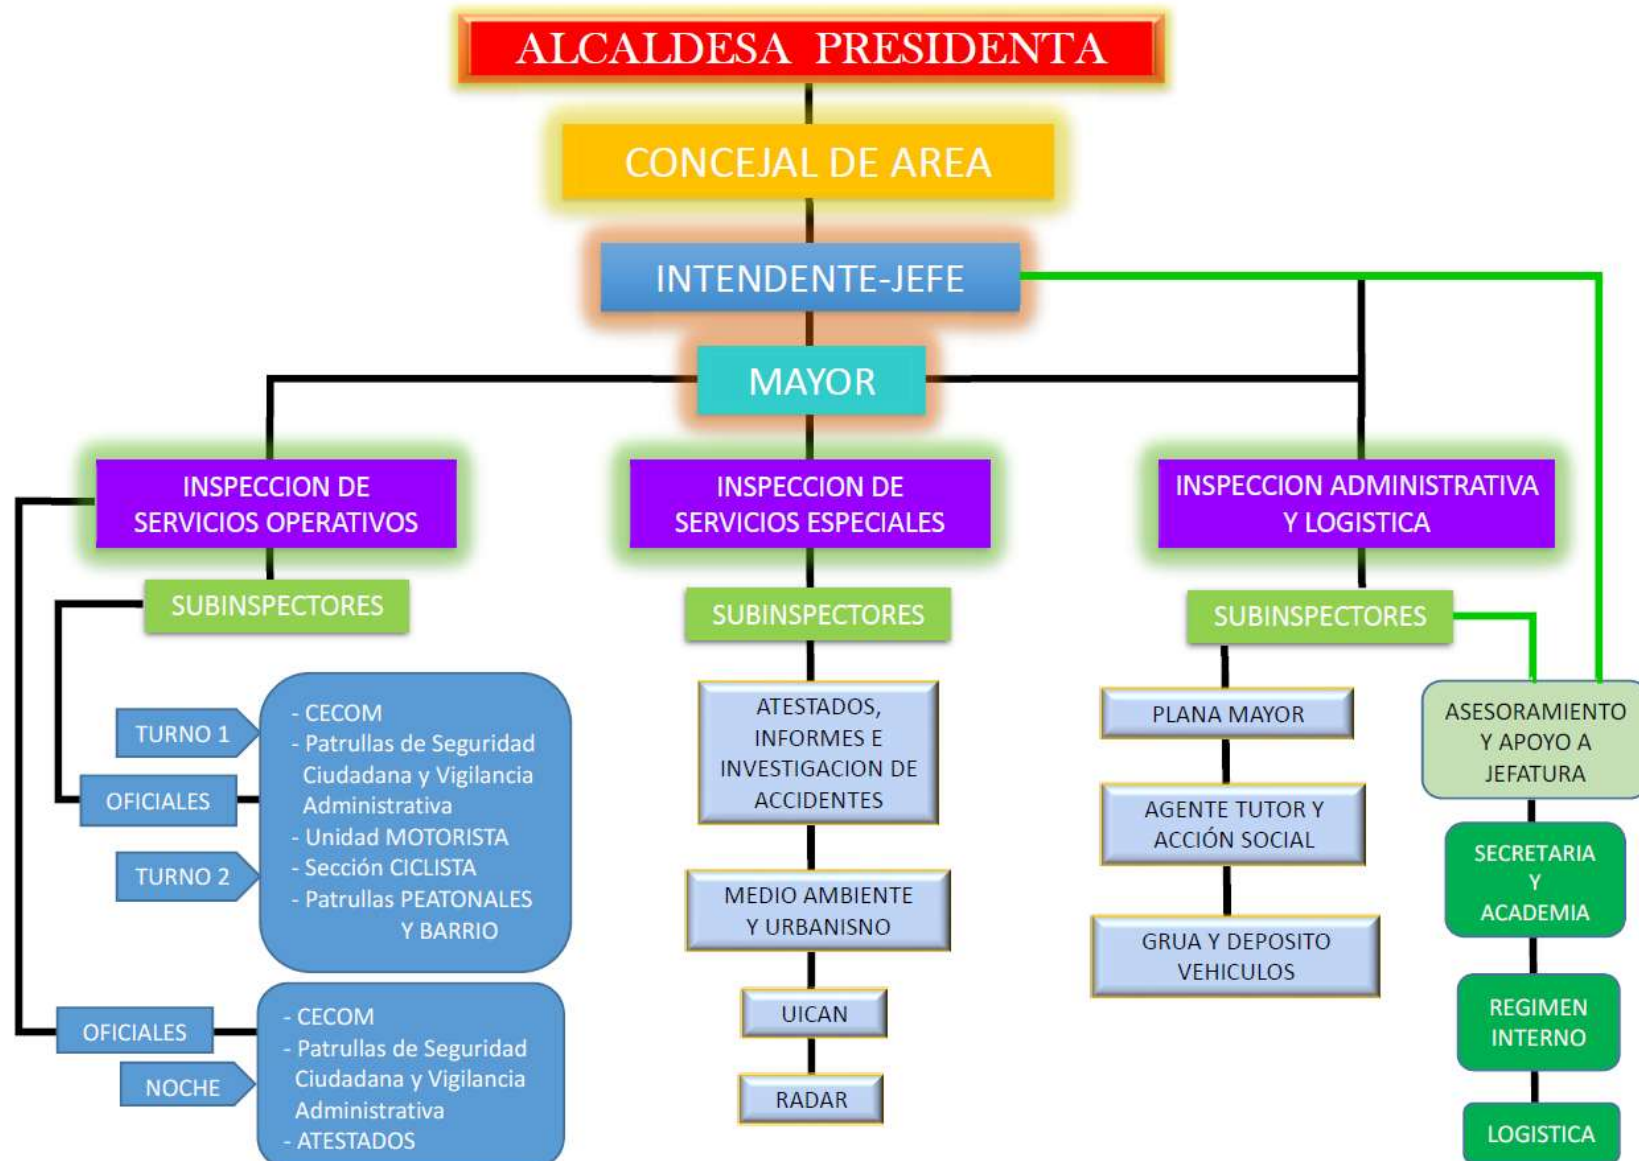 ALCALDESA PRESIDENTA
CONCEJAL DE AREA
INTENDENTE-JEFE
MAYOR
INSPECCION DE
SERVICIOS OPERATIVOS
SUBINSPECTORES
TURNO 1
OFICIALES
TURNO 2
- CECOM
- Patrullas de Seguridad
Ciudadana y Vigilancia
Administrativa
- Unidad MOTORISTA
- Sección CICLISTA
- Patrullas PEATONALES
Y BARRIO
OFICIALES
NOCHE
- CECOM
- Patrullas de Seguridad
Ciudadana y Vigilancia
Administrativa
- ATESTADOS
INSPECCION DE
SERVICIOS ESPECIALES
SUBINSPECTORES
ATESTADOS,
INFORMES E
INVESTIGACION DE
ACCIDENTES
MEDIO AMBIENTE
Y URBANISNO
UICAN
RADAR
INSPECCION ADMINISTRATIVA
Y LOGISTICA
SUBINSPECTORES
PLANA MAYOR
AGENTE TUTOR Y
ACCIÓN SOCIAL
GRUA Y DEPOSITO
VEHICULOS
ASESORAMIENTO
Y APOYO A
JEFATURA
SECRETARIA
Y
ACADEMIA
REGIMEN
INTERNO
LOGISTICA